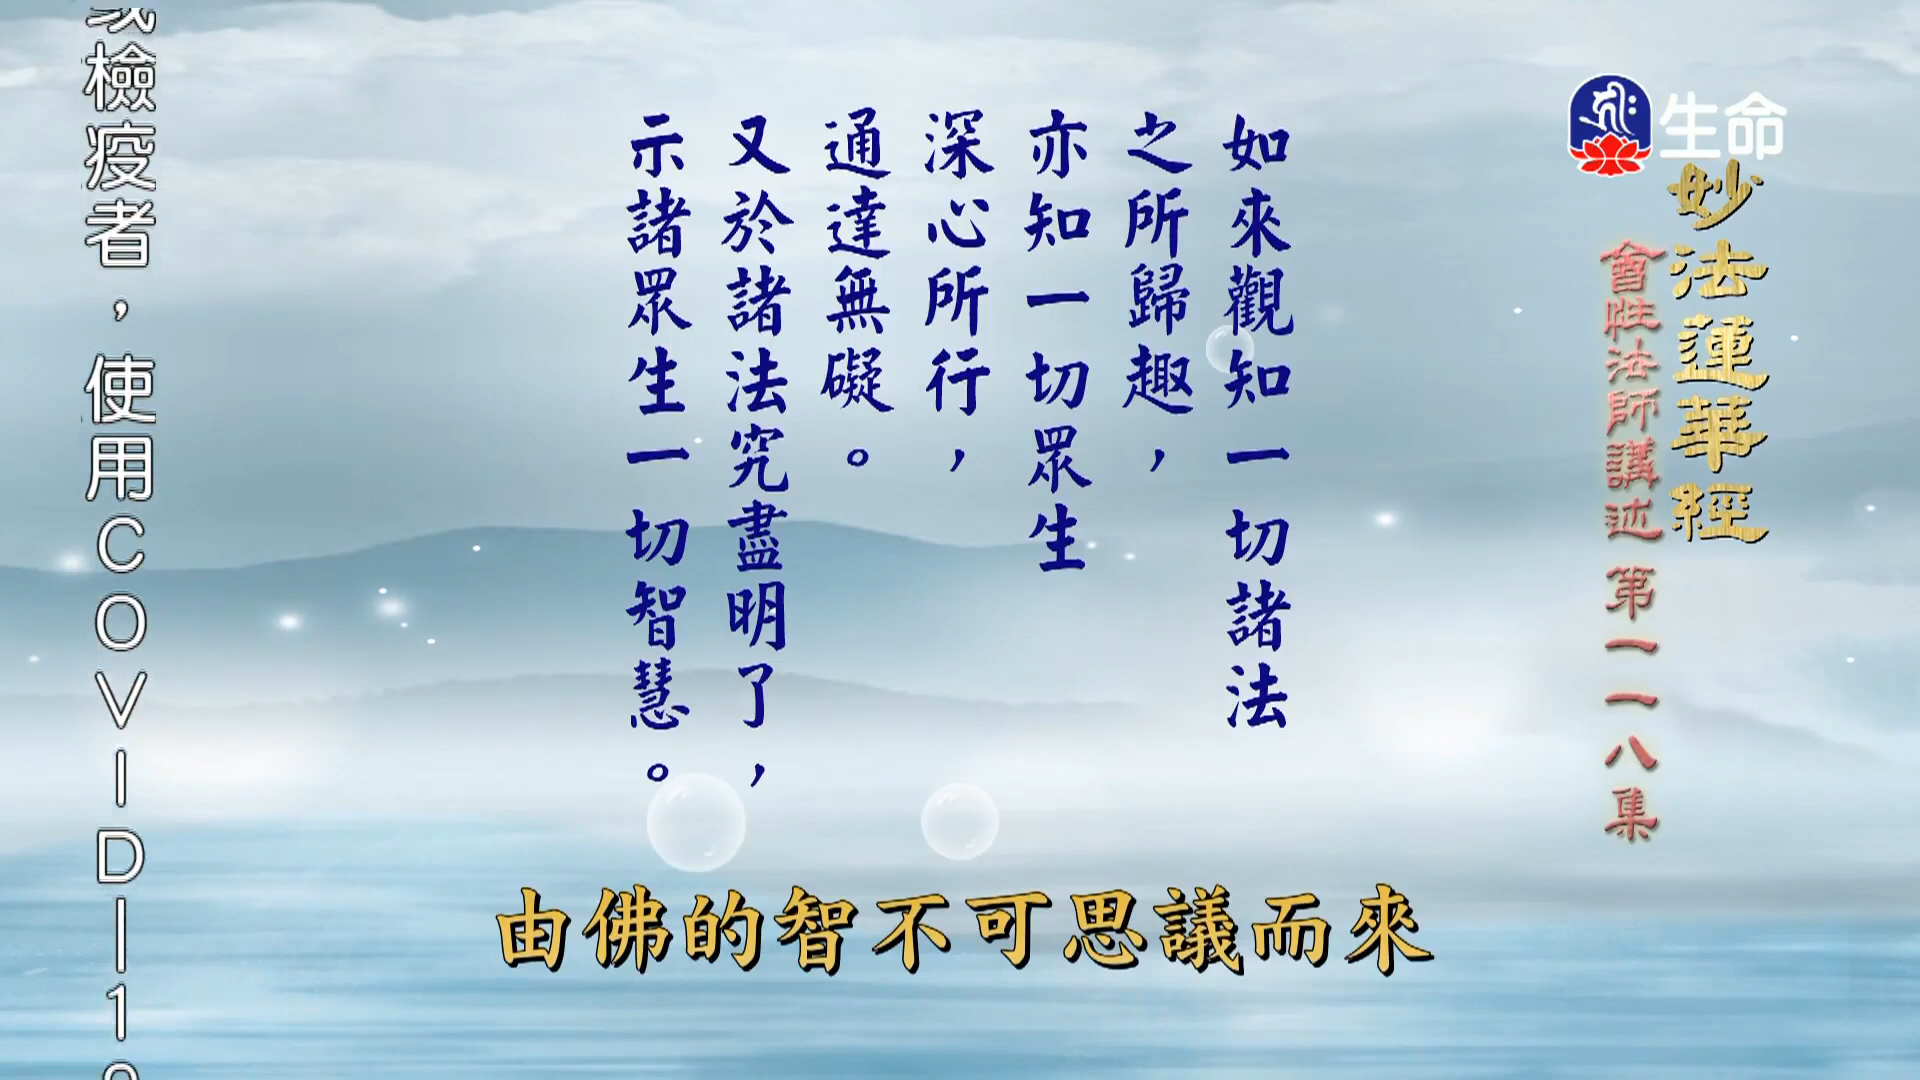 生命
妙法蓮華經
會性法師講述 第一一八集
如來觀知一切諸法
之所歸趣，
亦知一切眾生
深心所行，
通達無礙。
又於諸法究盡明了，
示諸眾生一切智慧。
檢疫者，使用COVID-1
由佛的智不可思議而來